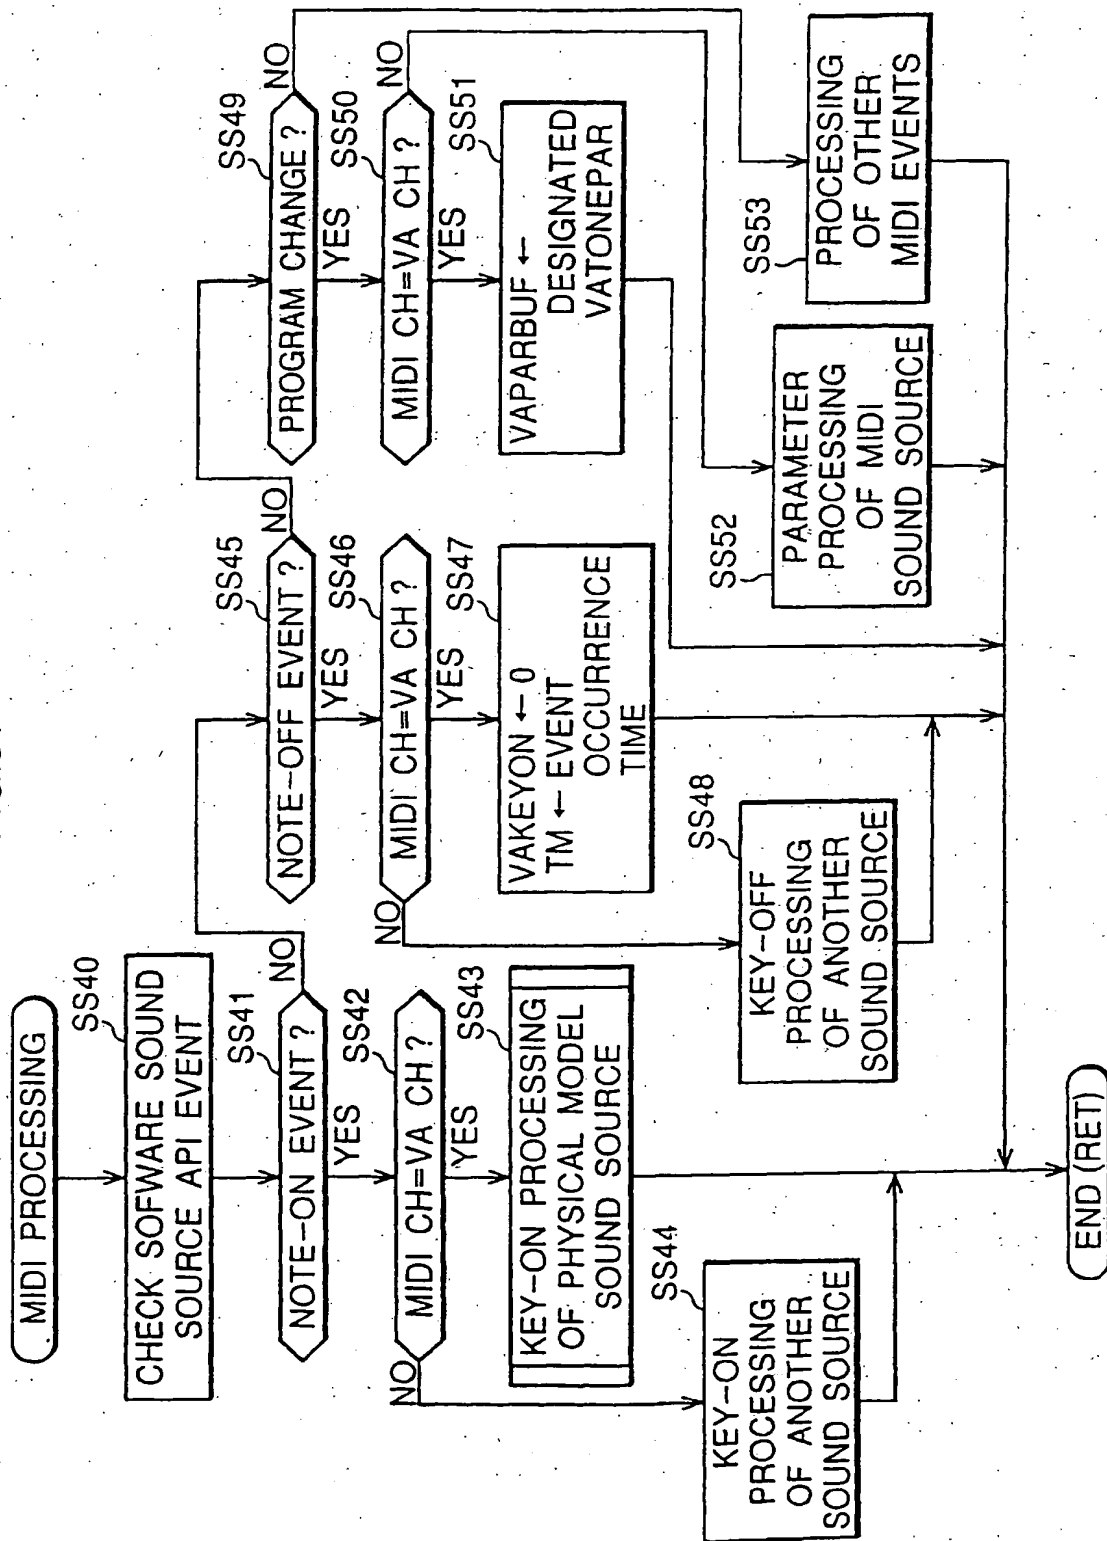 MIDI PROCESSING
SS40
CHECK SOFWARE SOUND
SOURCE API EVENT
SS41
NOTE-ON EVENT ?
NO
YES
SS42
MIDI CH=VA CH ?
NO
YES
SS43
KEY-ON PROCESSING
OF PHYSICAL MODEL
SOUND SOURCE
SS44
KEY-ON
PROCESSING
OF ANOTHER
SOUND SOURCE
SS45
NOTE-OFF EVENT ?
NO
YES
SS46
MIDI CH=VA CH ?
NO
YES
SS47
VAKEYON ← 0
TM ← EVENT
OCCURRENCE
TIME
SS48
KEY-OFF
PROCESSING
OF ANOTHER
SOUND SOURCE
SS49
PROGRAM CHANGE ?
NO
YES
SS50
MIDI CH=VA CH ?
NO
YES
SS51
VAPARBUF ←
DESIGNATED
VATONEPAR
SS52
PARAMETER
PROCESSING
OF MIDI
SOUND SOURCE
SS53
PROCESSING
OF OTHER
MIDI EVENTS
END (RET)